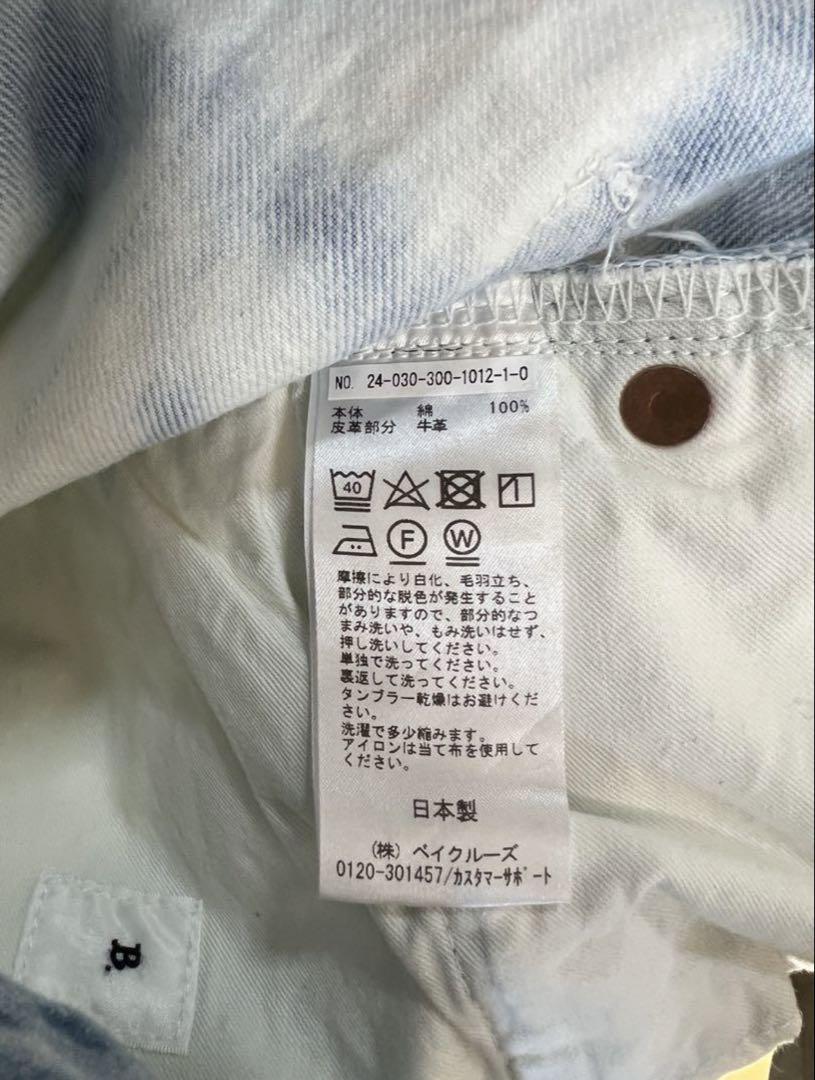 NO. 24-030-300-1012-1-0
本体 綿 100%
皮革部分 牛革
40
F W
摩擦により白化、毛羽立ち、
部分的な脱色が発生すること
がありますので、部分的なつ
まみ洗いや、もみ洗いはせず、
押し洗いしてください。
単独で洗ってください。
裏返して洗ってください。
タンブラー乾燥はお避けくだ
さい。
洗濯で多少縮みます。
アイロンは当て布を使用して
ください。
日本製
(株) ベイクルーズ
0120-301457/カスタマーサポート
B.